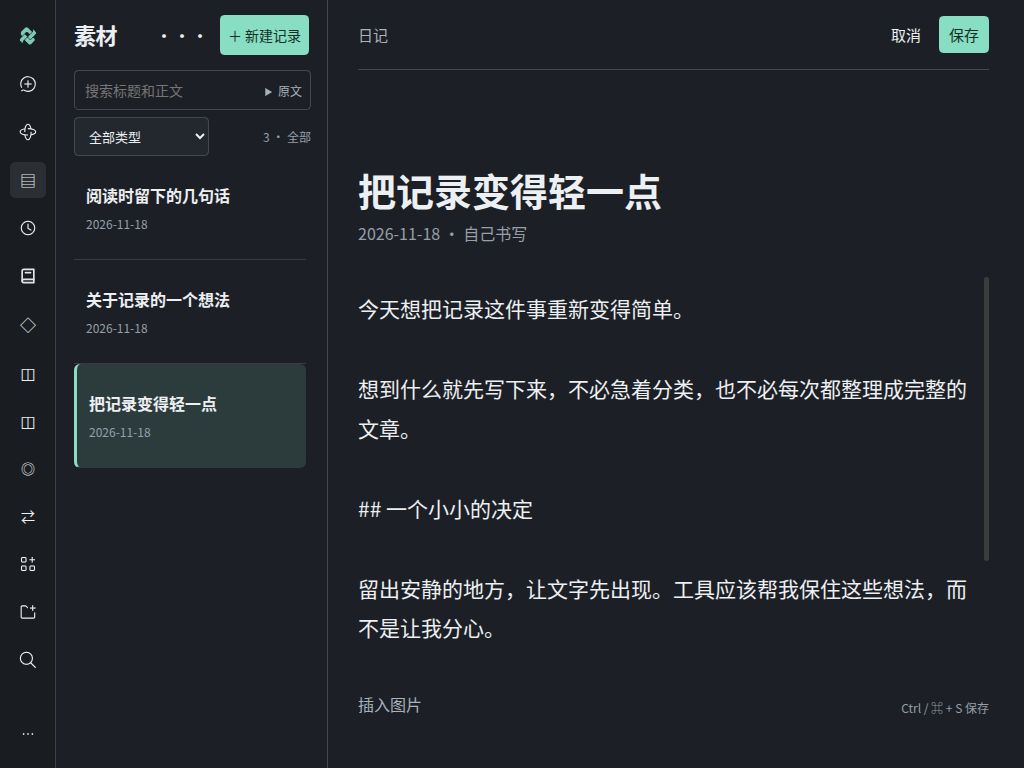 素材
• • •
＋ 新建记录
搜索标题和正文
▶ 原文
全部类型
3 · 全部
阅读时留下的几句话
2026-11-18
关于记录的一个想法
2026-11-18
把记录变得轻一点
2026-11-18
日记
取消
保存
把记录变得轻一点
2026-11-18 · 自己书写
今天想把记录这件事重新变得简单。
想到什么就先写下来，不必急着分类，也不必每次都整理成完整的
文章。
## 一个小小的决定
留出安静的地方，让文字先出现。工具应该帮我保住这些想法，而
不是让我分心。
插入图片
Ctrl / ⌘ + S 保存